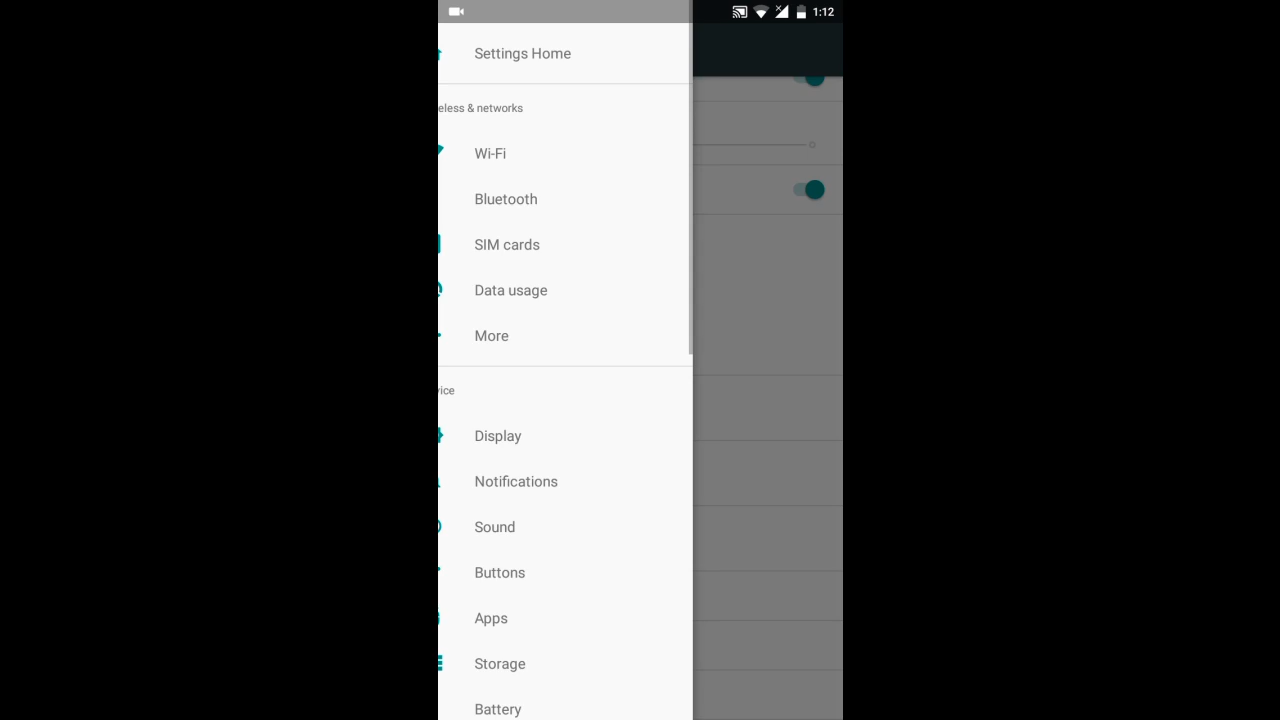 1:12
Settings Home
eless & networks
Wi-Fi
Bluetooth
SIM cards
Data usage
More
vice
Display
Notifications
Sound
Buttons
Apps
Storage
Battery